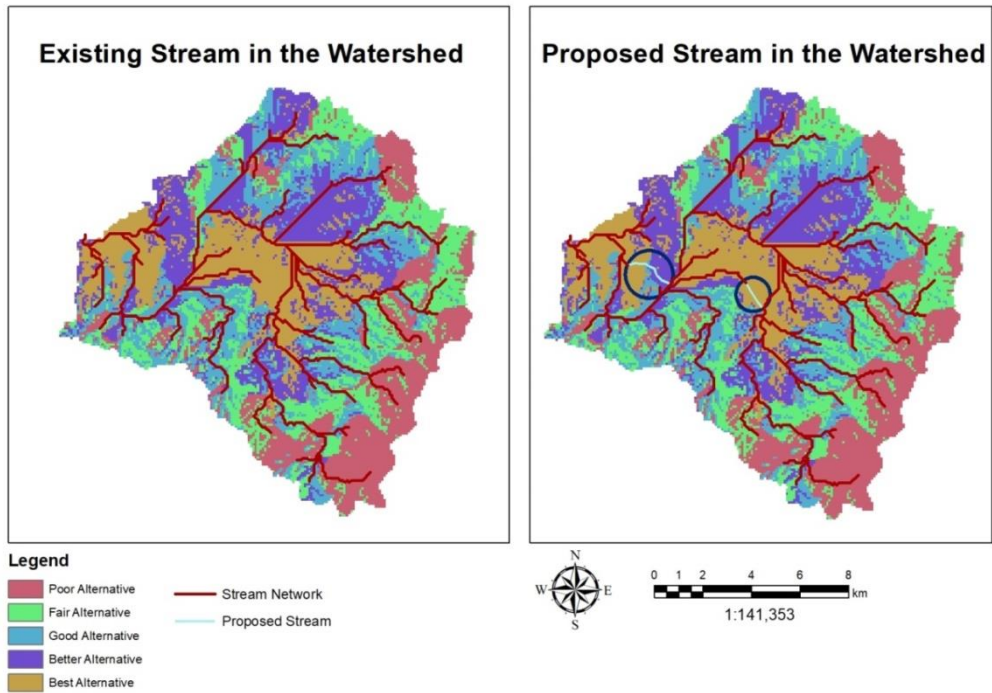 Existing Stream in the Watershed
Proposed Stream in the Watershed
Legend
Poor Alternative
Fair Alternative
Good Alternative
Better Alternative
Best Alternative
Stream Network
Proposed Stream
N
W E
S
0 1 2 4 6 8
km
1:141,353